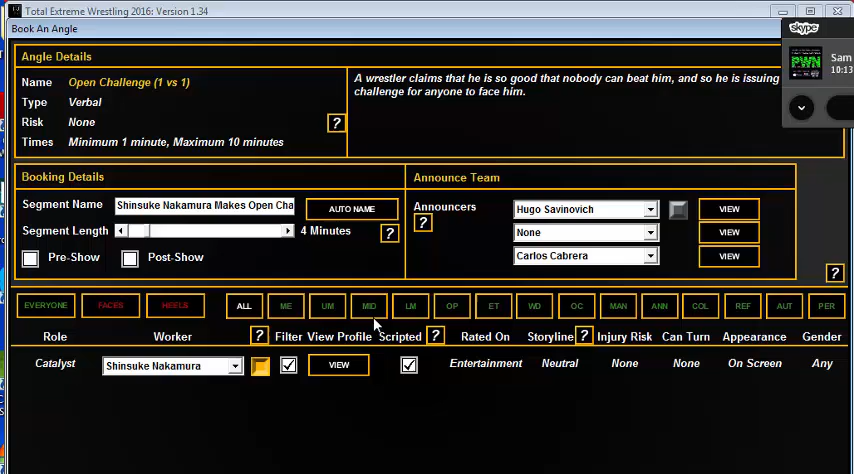 Total Extreme Wrestling 2016: Version 1.34
Book An Angle
skype
Angle Details
Name Open Challenge (1 vs 1)
Type Verbal
Risk None
Times Minimum 1 minute, Maximum 10 minutes
?
A wrestler claims that he is so good that nobody can beat him, and so he is issuing
challenge for anyone to face him.
PWN
Sam
10:13
Booking Details
Segment Name Shinsuke Nakamura Makes Open Cha AUTO NAME
Segment Length 4 Minutes ?
Pre-Show Post-Show
Announce Team
Announcers Hugo Savinovich VIEW
? None VIEW
Carlos Cabrera VIEW
?
EVERYONE FACES HEELS ALL ME UM MID LM OP ET WD OC MAN ANN COL REF AUT PER
Role Worker ? Filter View Profile Scripted ? Rated On Storyline ? Injury Risk Can Turn Appearance Gender
Catalyst Shinsuke Nakamura VIEW Entertainment Neutral None None On Screen Any